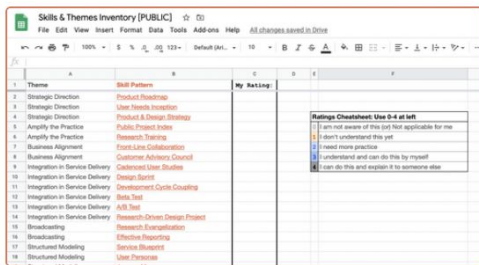 Skills & Themes Inventory [PUBLIC]
File Edit View Insert Format Data Tools Add-ons Help All changes saved in Drive
100% $ % .0 .00 123 Default (Ari... 10 B I S A
fx
A B C D E F
1 Theme Skill Pattern My Rating:
2 Strategic Direction Product Roadmap
3 Strategic Direction User Needs Inception
4 Strategic Direction Product & Design Strategy Ratings Cheatsheet: Use 0-4 at left
5 Amplify the Practice Public Project Index 0 I am not aware of this (or) Not applicable for me
6 Amplify the Practice Research Training 1 I don't understand this yet
7 Business Alignment Front-Line Collaboration 2 I need more practice
8 Business Alignment Customer Advisory Council 3 I understand and can do this by myself
9 Integration in Service Delivery Cadenced User Studies 4 I can do this and explain it to someone else
10 Integration in Service Delivery Design Sprint
11 Integration in Service Delivery Development Cycle Coupling
12 Integration in Service Delivery Beta Test
13 Integration in Service Delivery A/B Test
14 Integration in Service Delivery Research-Driven Design Project
15 Broadcasting Research Evangelization
16 Broadcasting Effective Reporting
17 Structured Modeling Service Blueprint
18 Structured Modeling User Personas